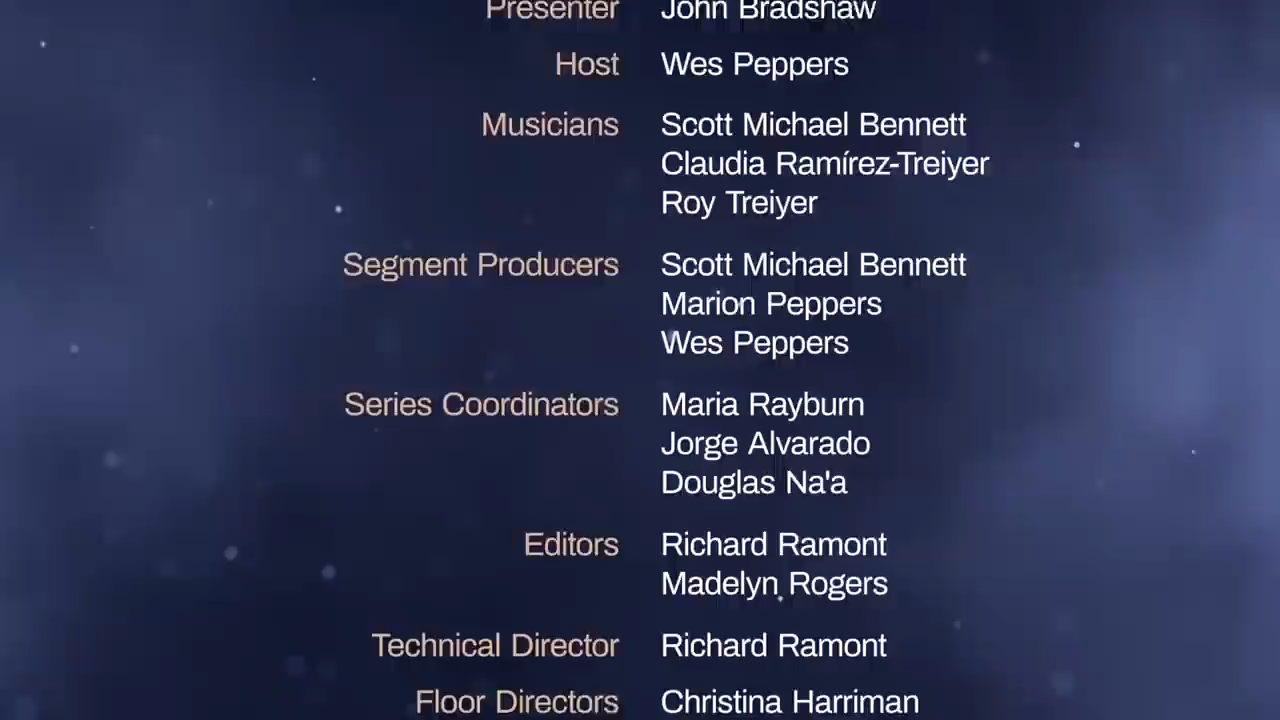 Presenter John Bradshaw
Host Wes Peppers
Musicians Scott Michael Bennett
Claudia Ramírez-Treiyer
Roy Treiyer
Segment Producers Scott Michael Bennett
Marion Peppers
Wes Peppers
Series Coordinators Maria Rayburn
Jorge Alvarado
Douglas Na'a
Editors Richard Ramont
Madelyn Rogers
Technical Director Richard Ramont
Floor Directors Christina Harriman